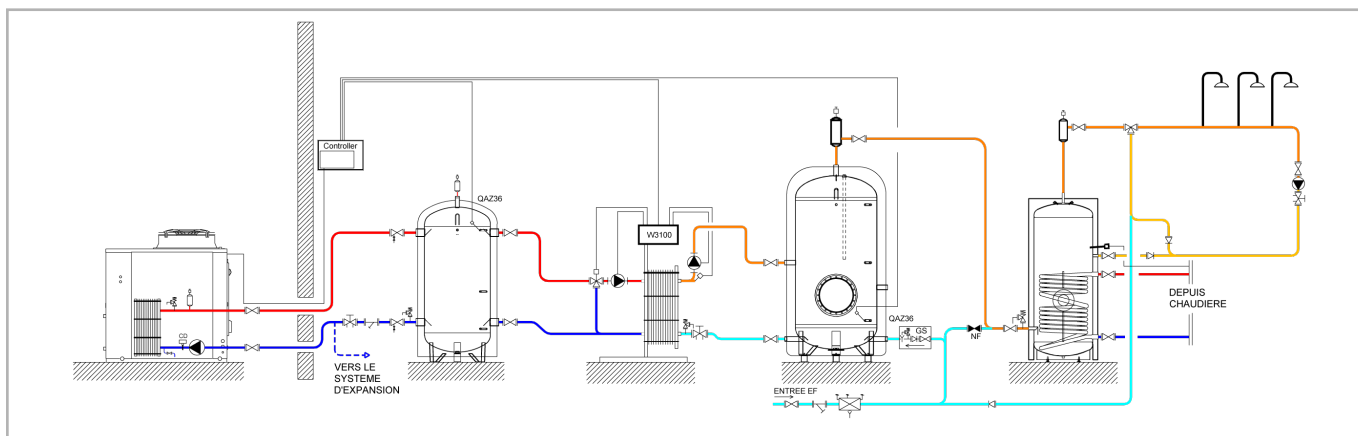 Controller
QAZ36
W3100
CB
VERS LE
SYSTEME
D'EXPANSION
QAZ36
GS
NF
ENTREE EF
DEPUIS
CHAUDIERE